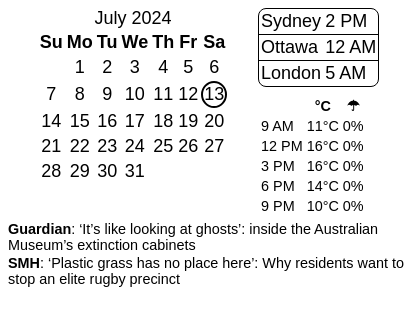 July 2024
Su Mo Tu We Th Fr Sa
1 2 3 4 5 6
7 8 9 10 11 12 13
14 15 16 17 18 19 20
21 22 23 24 25 26 27
28 29 30 31
Sydney 2 PM
Ottawa 12 AM
London 5 AM
°C ☂
9 AM 11°C 0%
12 PM 16°C 0%
3 PM 16°C 0%
6 PM 14°C 0%
9 PM 10°C 0%
Guardian: ‘It’s like looking at ghosts’: inside the Australian
Museum’s extinction cabinets
SMH: ‘Plastic grass has no place here’: Why residents want to
stop an elite rugby precinct